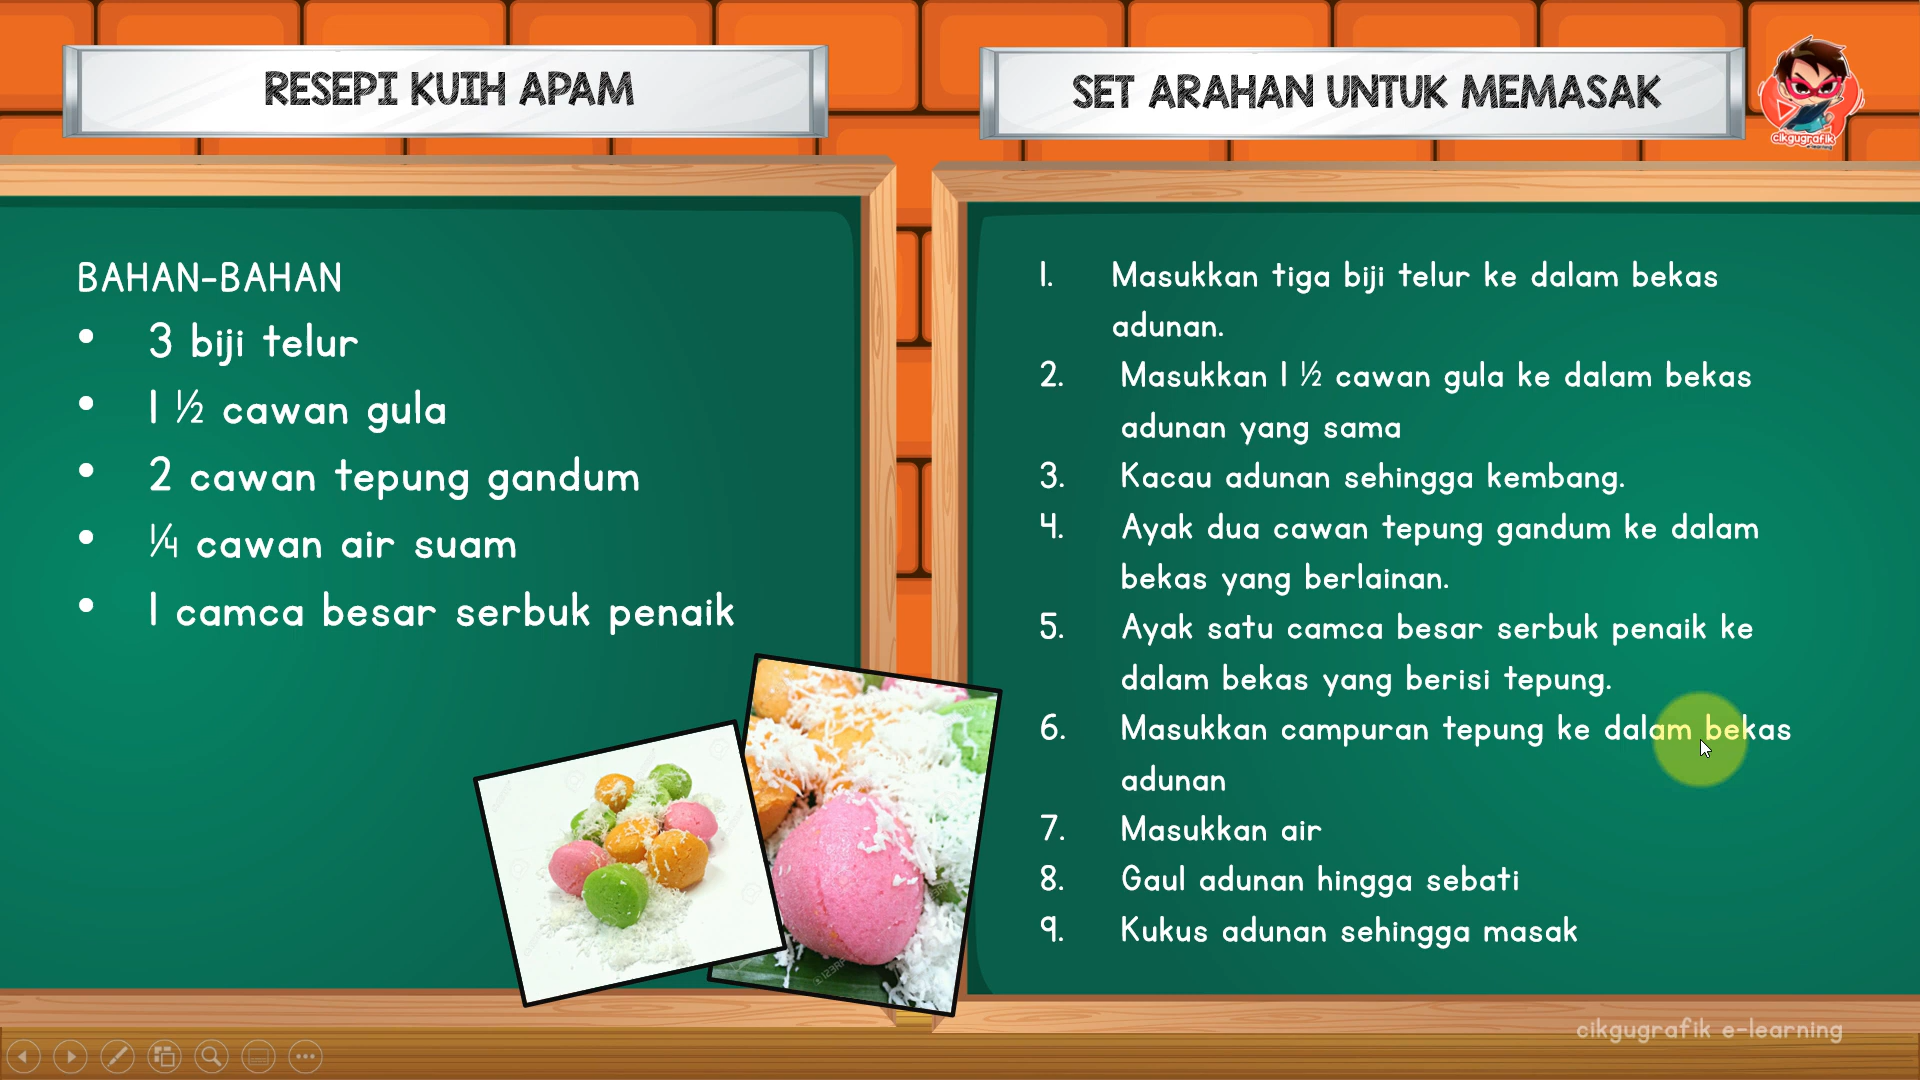 RESEPI KUIH APAM
BAHAN-BAHAN
• 3 biji telur
• 1 ½ cawan gula
• 2 cawan tepung gandum
• ¼ cawan air suam
• 1 camca besar serbuk penaik
SET ARAHAN UNTUK MEMASAK
cikgugrafik
1. Masukkan tiga biji telur ke dalam bekas
adunan.
2. Masukkan 1 ½ cawan gula ke dalam bekas
adunan yang sama
3. Kacau adunan sehingga kembang.
4. Ayak dua cawan tepung gandum ke dalam
bekas yang berlainan.
5. Ayak satu camca besar serbuk penaik ke
dalam bekas yang berisi tepung.
6. Masukkan campuran tepung ke dalam bekas
adunan
7. Masukkan air
8. Gaul adunan hingga sebati
9. Kukus adunan sehingga masak
cikgugrafik e-learning